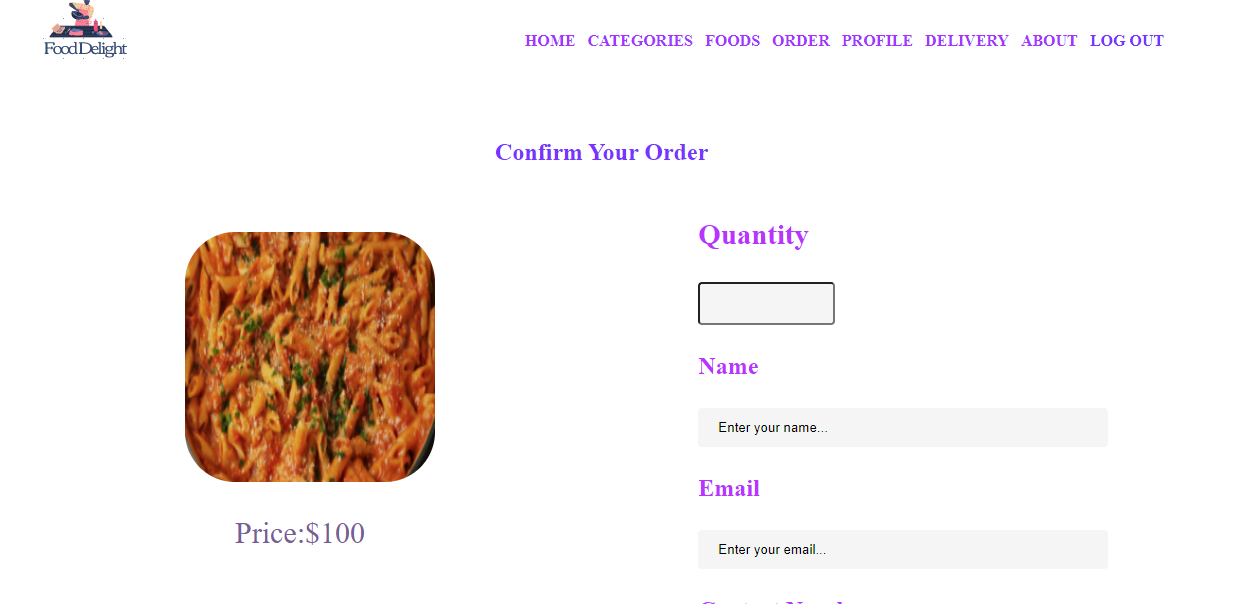 FoodDelight
HOME CATEGORIES FOODS ORDER PROFILE DELIVERY ABOUT LOG OUT
Confirm Your Order
Quantity
Name
Enter your name...
Email
Price:$100
Enter your email...